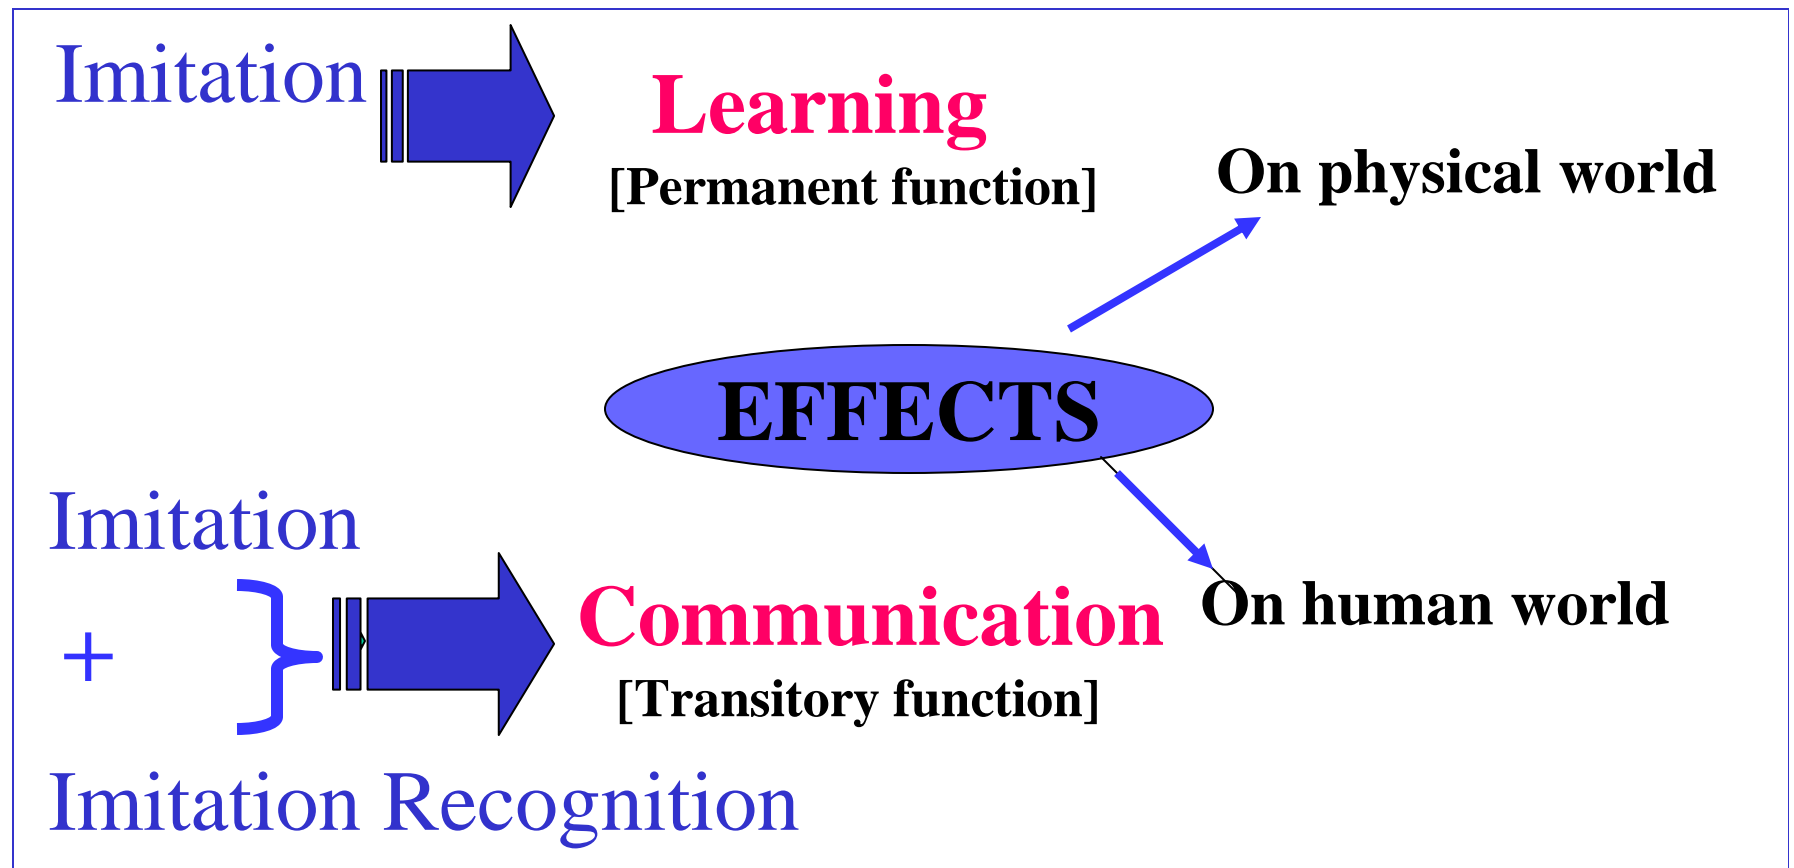 Imitation
Learning
[Permanent function]
On physical world
EFFECTS
Imitation
+
Communication
[Transitory function]
On human world
Imitation Recognition